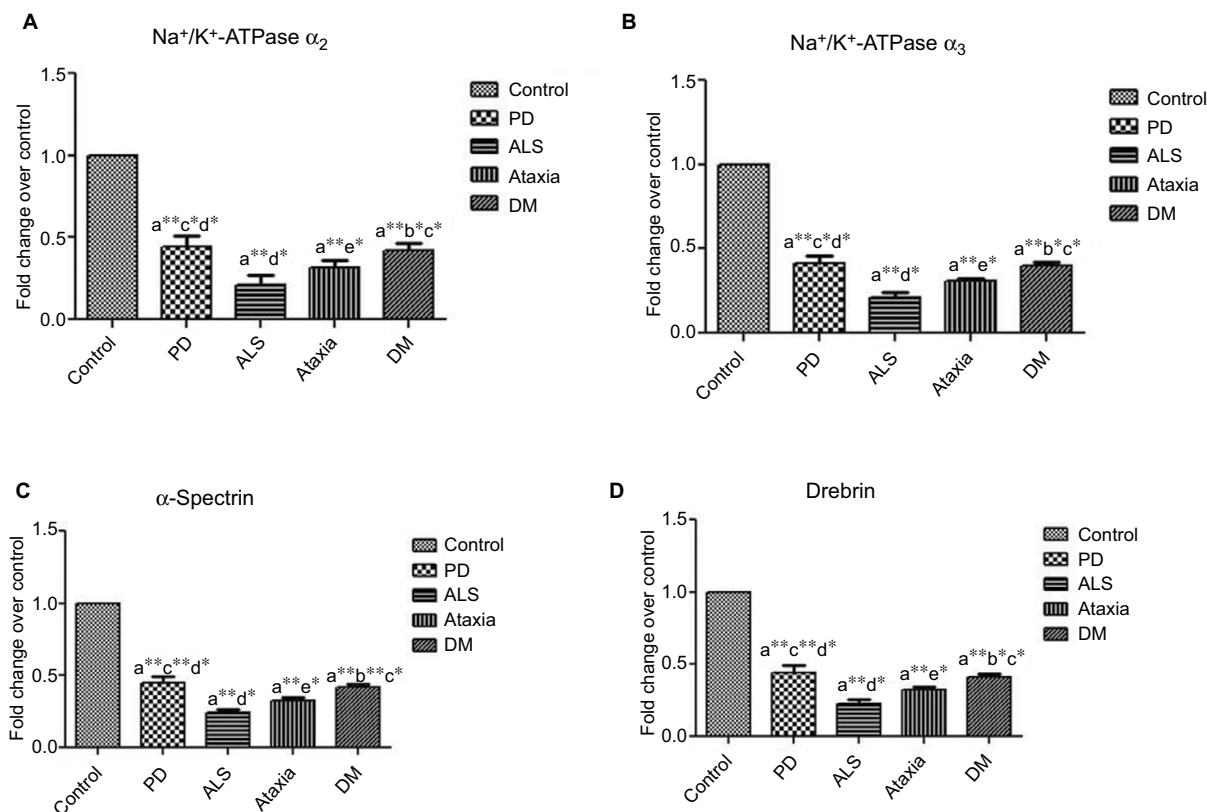 A
Na⁺/K⁺-ATPase α₂
Fold change over control
1.5
1.0
0.5
0.0
a**c*d*
a**d*
a**e*
a**b*c*
Control
PD
ALS
Ataxia
DM
Control
PD
ALS
Ataxia
DM
B
Na⁺/K⁺-ATPase α₃
Fold change over control
1.5
1.0
0.5
0.0
a**c*d*
a**d*
a**e*
a**b*c*
Control
PD
ALS
Ataxia
DM
Control
PD
ALS
Ataxia
DM
C
α-Spectrin
Fold change over control
1.5
1.0
0.5
0.0
a**c**d*
a**d*
a**e*
a**b**c*
Control
PD
ALS
Ataxia
DM
Control
PD
ALS
Ataxia
DM
D
Drebrin
Fold change over control
1.5
1.0
0.5
0.0
a**c**d*
a**d*
a**e*
a**b*c*
Control
PD
ALS
Ataxia
DM
Control
PD
ALS
Ataxia
DM